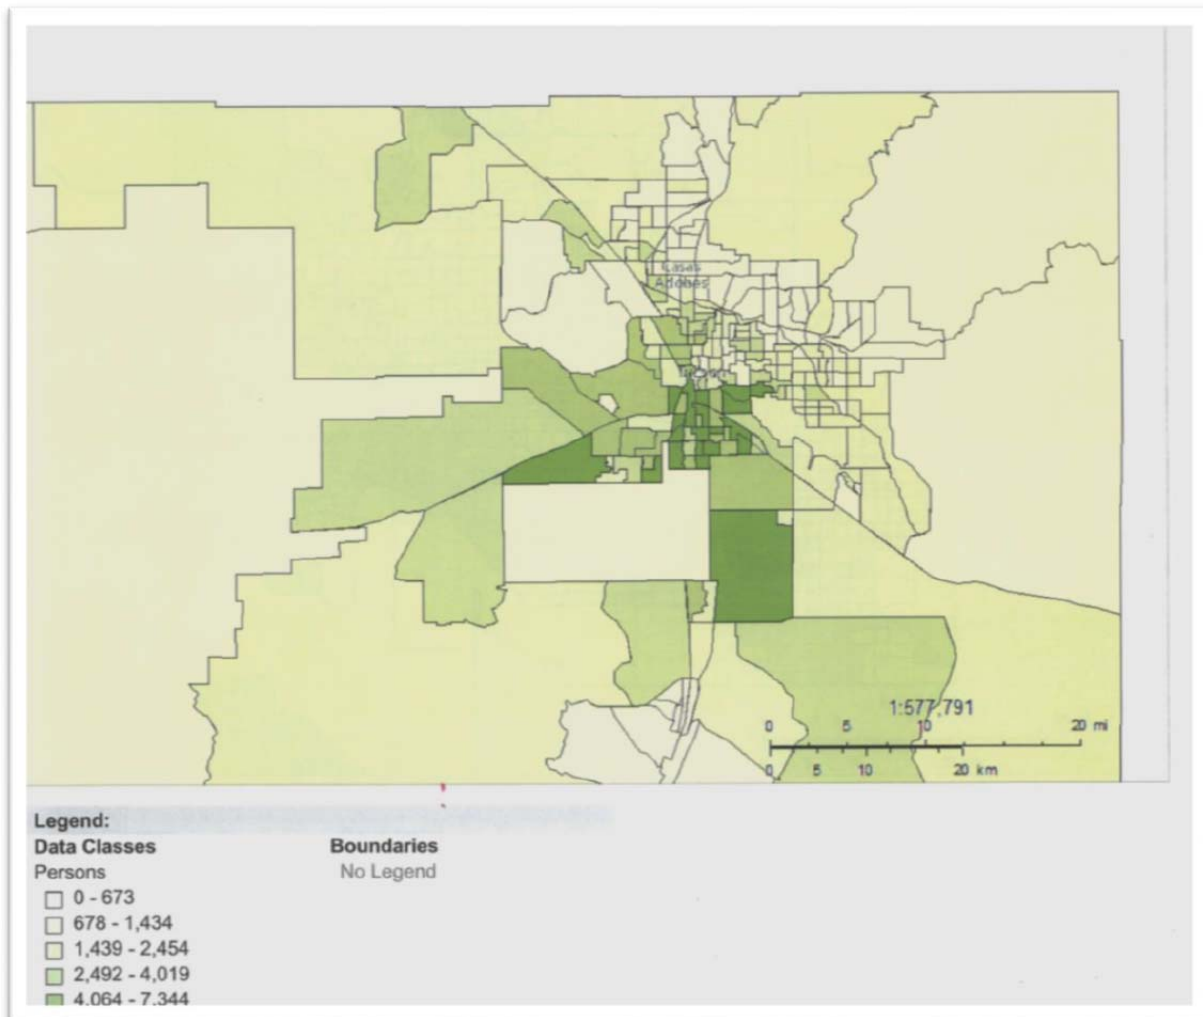 Casas
Adobes
Tucson
1:577,791
0 5 10 20 mi
0 5 10 20 km
Legend:
Data Classes
Boundaries
Persons
No Legend
0 - 673
678 - 1,434
1,439 - 2,454
2,492 - 4,019
4,064 - 7,344